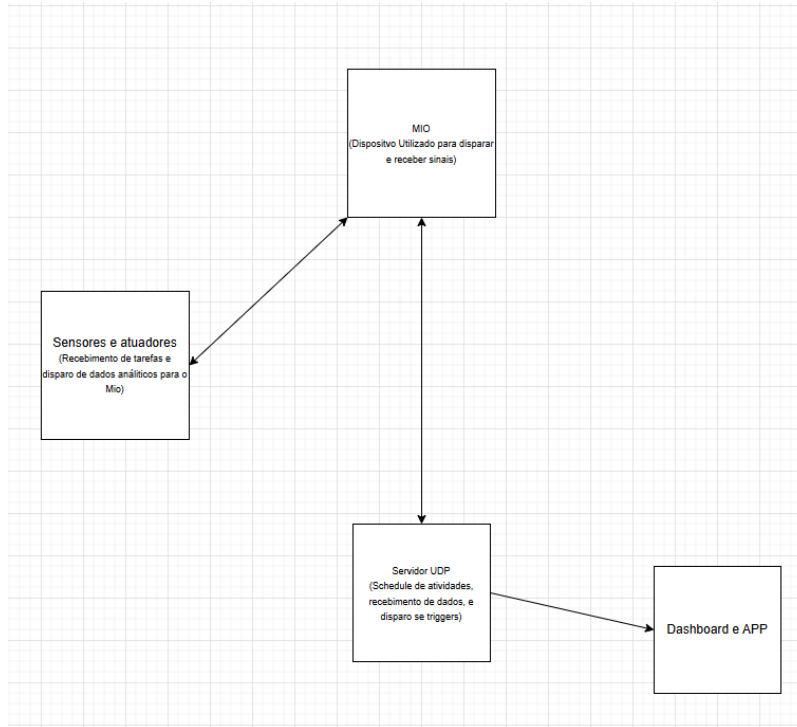 MIO
(Dispositvo Utilizado para disparar
e receber sinais)
Sensores e atuadores
(Recebimento de tarefas e
disparo de dados análiticos para o
Mio)
Servidor UDP
(Schedule de atividades,
recebimento de dados, e
disparo se triggers)
Dashboard e APP